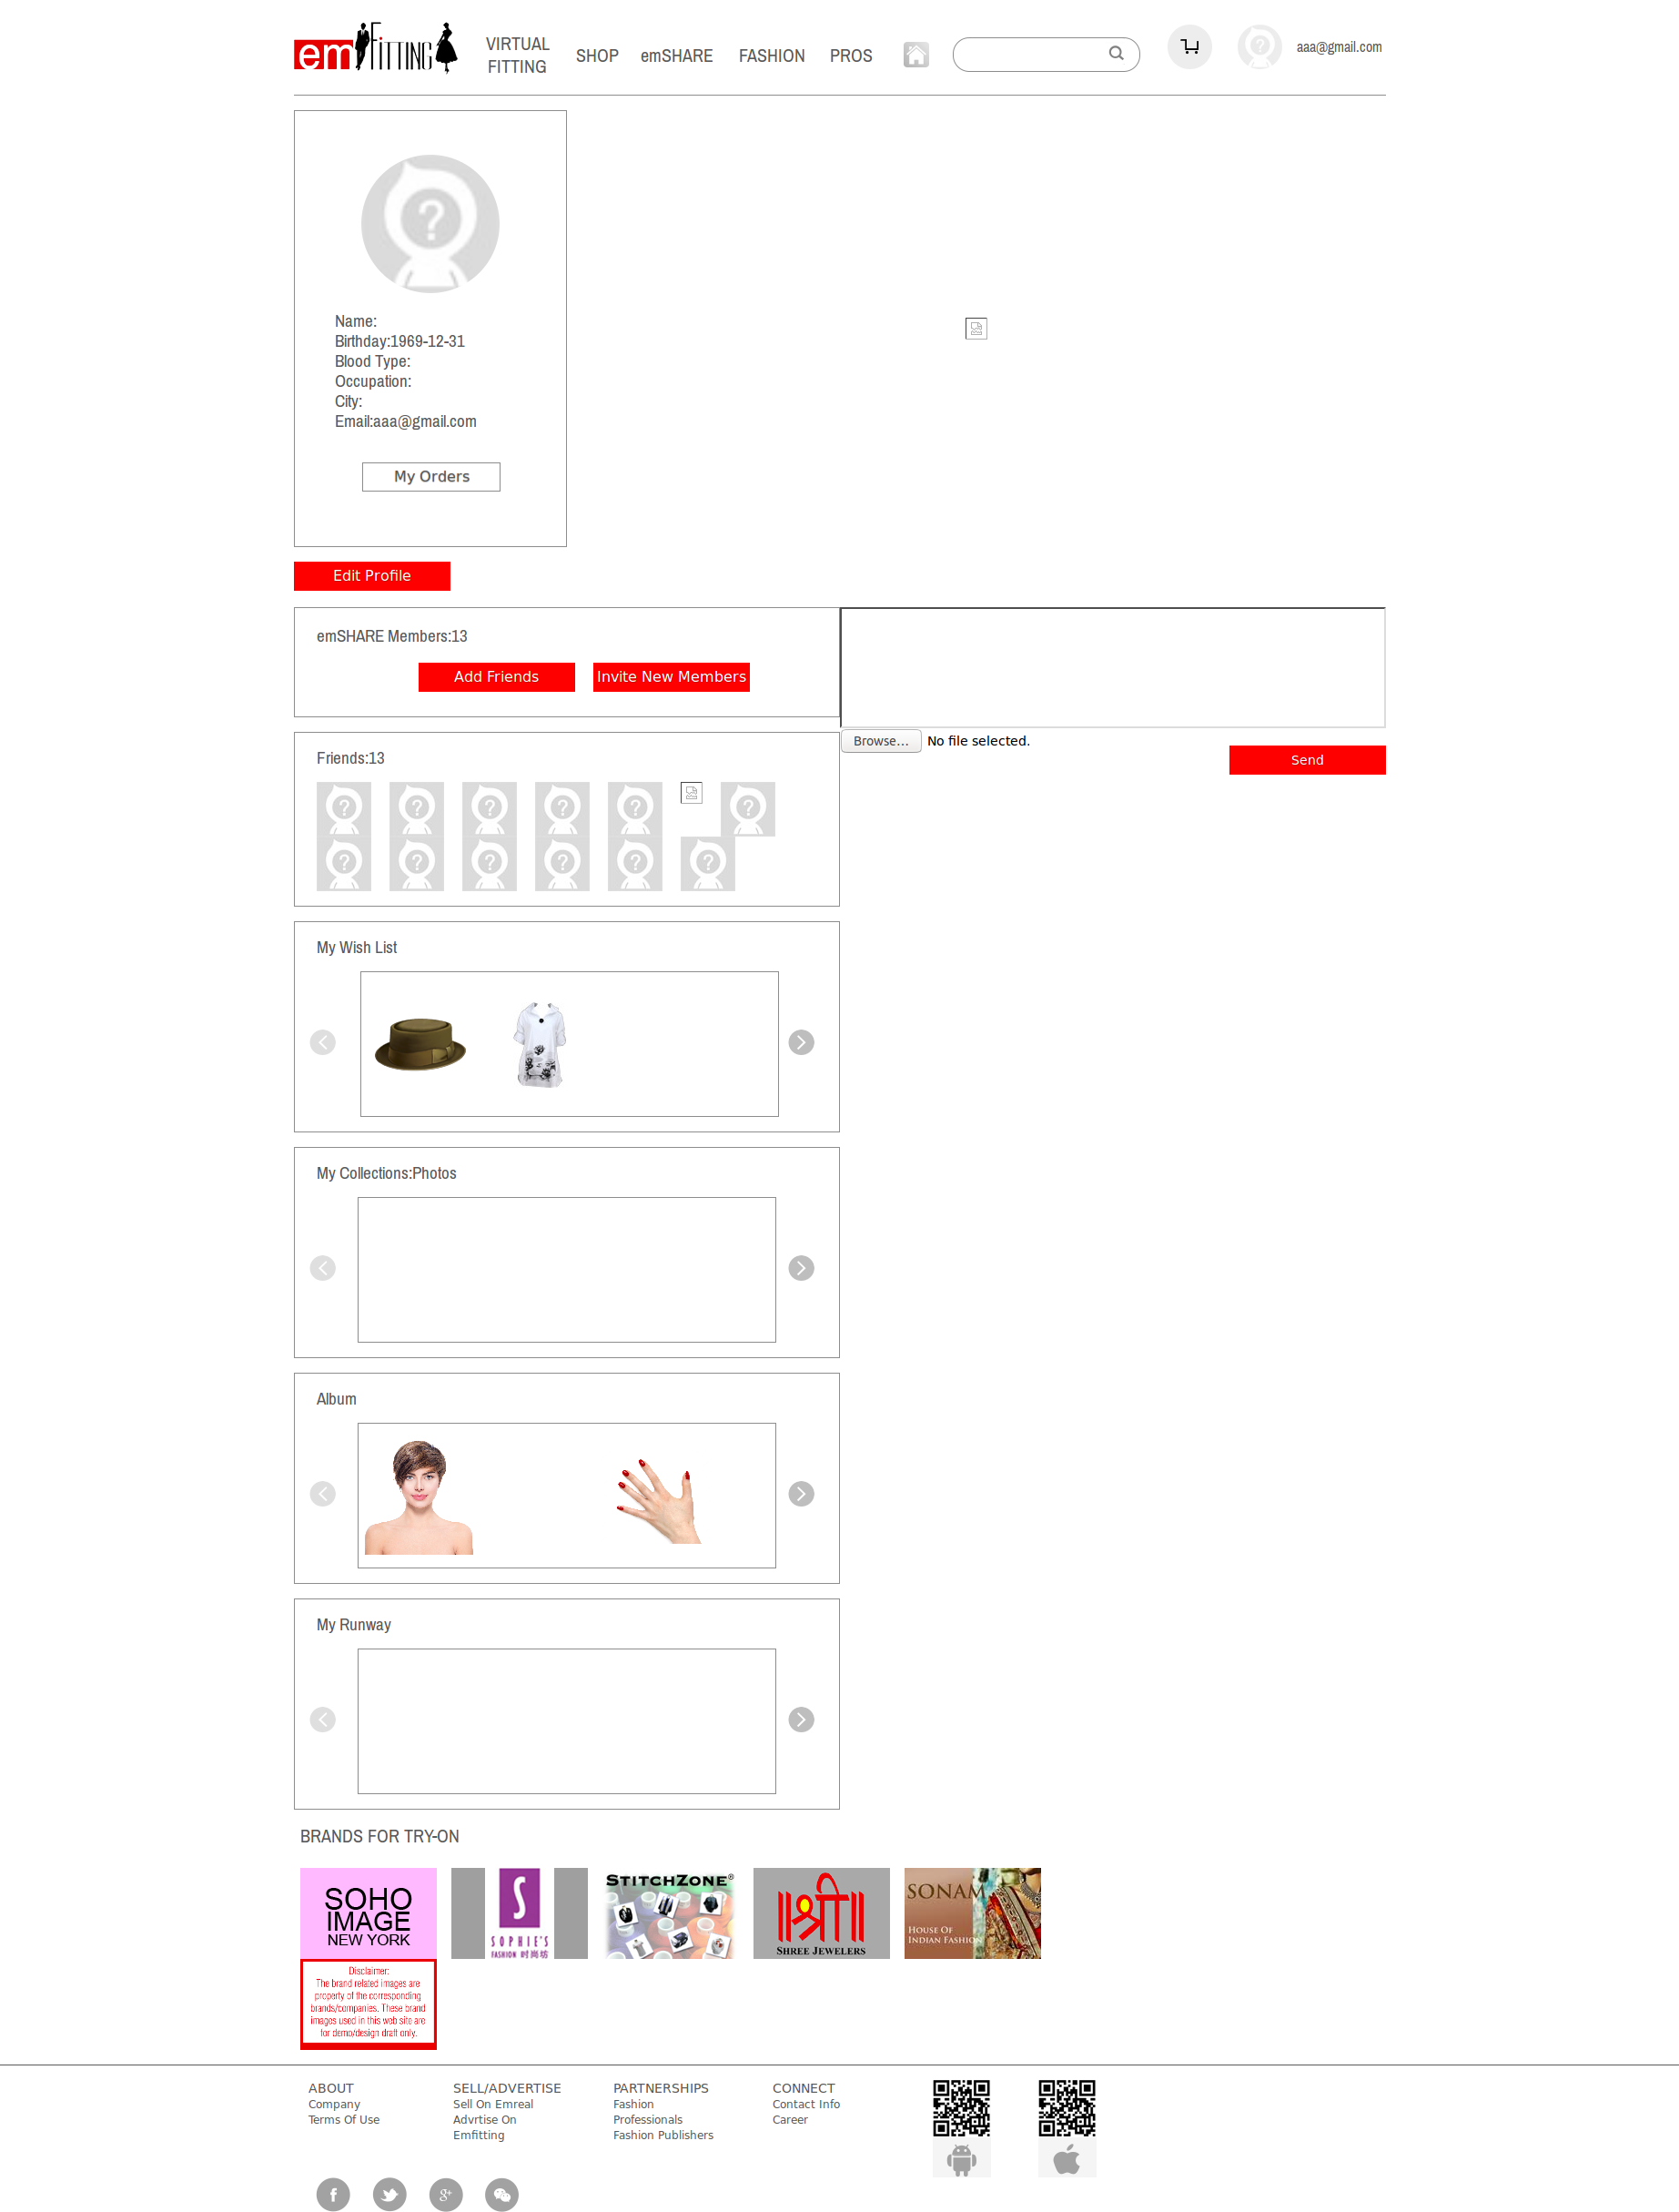 em FITTING
VIRTUAL
FITTING
SHOP
emSHARE
FASHION
PROS
aaa@gmail.com
Name:
Birthday:1969-12-31
Blood Type:
Occupation:
City:
Email:aaa@gmail.com
My Orders
Edit Profile
emSHARE Members:13
Add Friends
Invite New Members
Browse...
No file selected.
Send
Friends:13
My Wish List
My Collections:Photos
Album
My Runway
BRANDS FOR TRY-ON
SOHO
IMAGE
NEW YORK
S
SOPHIE'S
FASHION 时尚坊
STITCHZONE®
श्री
SHREE JEWELERS
SONAM
HOUSE OF
INDIAN FASHION
Disclaimer:
The brand related images are
property of the corresponding
brands/companies. These brand
images used in this web site are
for demo/design draft only.
ABOUT
Company
Terms Of Use
SELL/ADVERTISE
Sell On Emreal
Advrtise On
Emfitting
PARTNERSHIPS
Fashion
Professionals
Fashion Publishers
CONNECT
Contact Info
Career